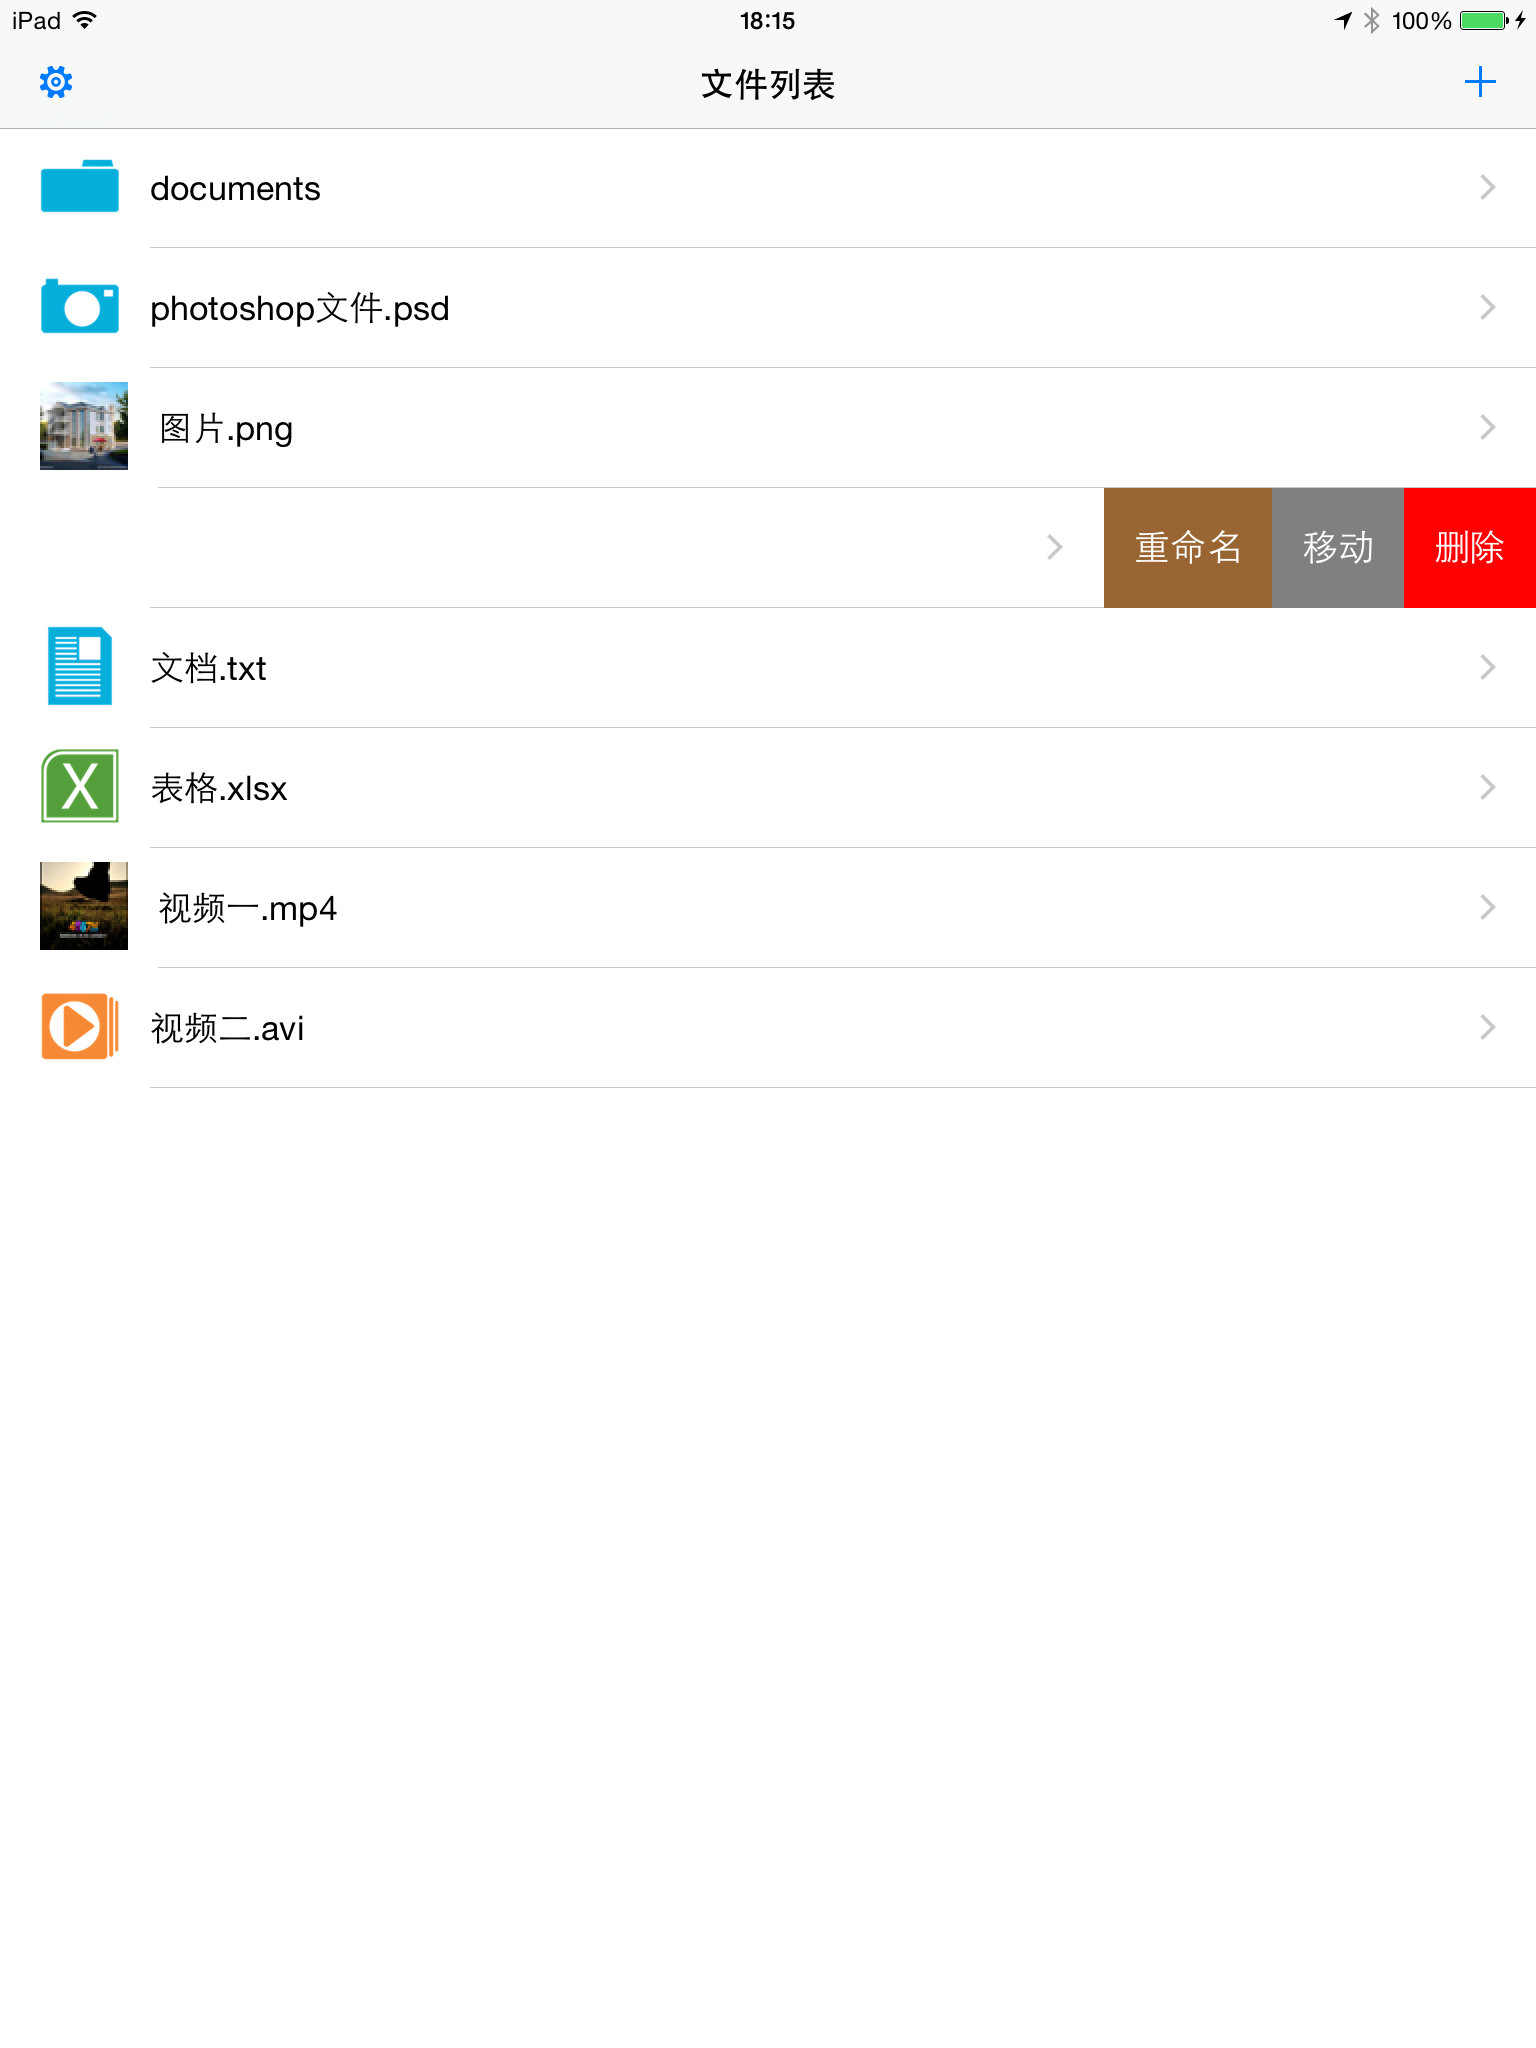 iPad 18:15 100%
文件列表
documents
photoshop文件.psd
图片.png
重命名 移动 删除
文档.txt
表格.xlsx
视频一.mp4
视频二.avi